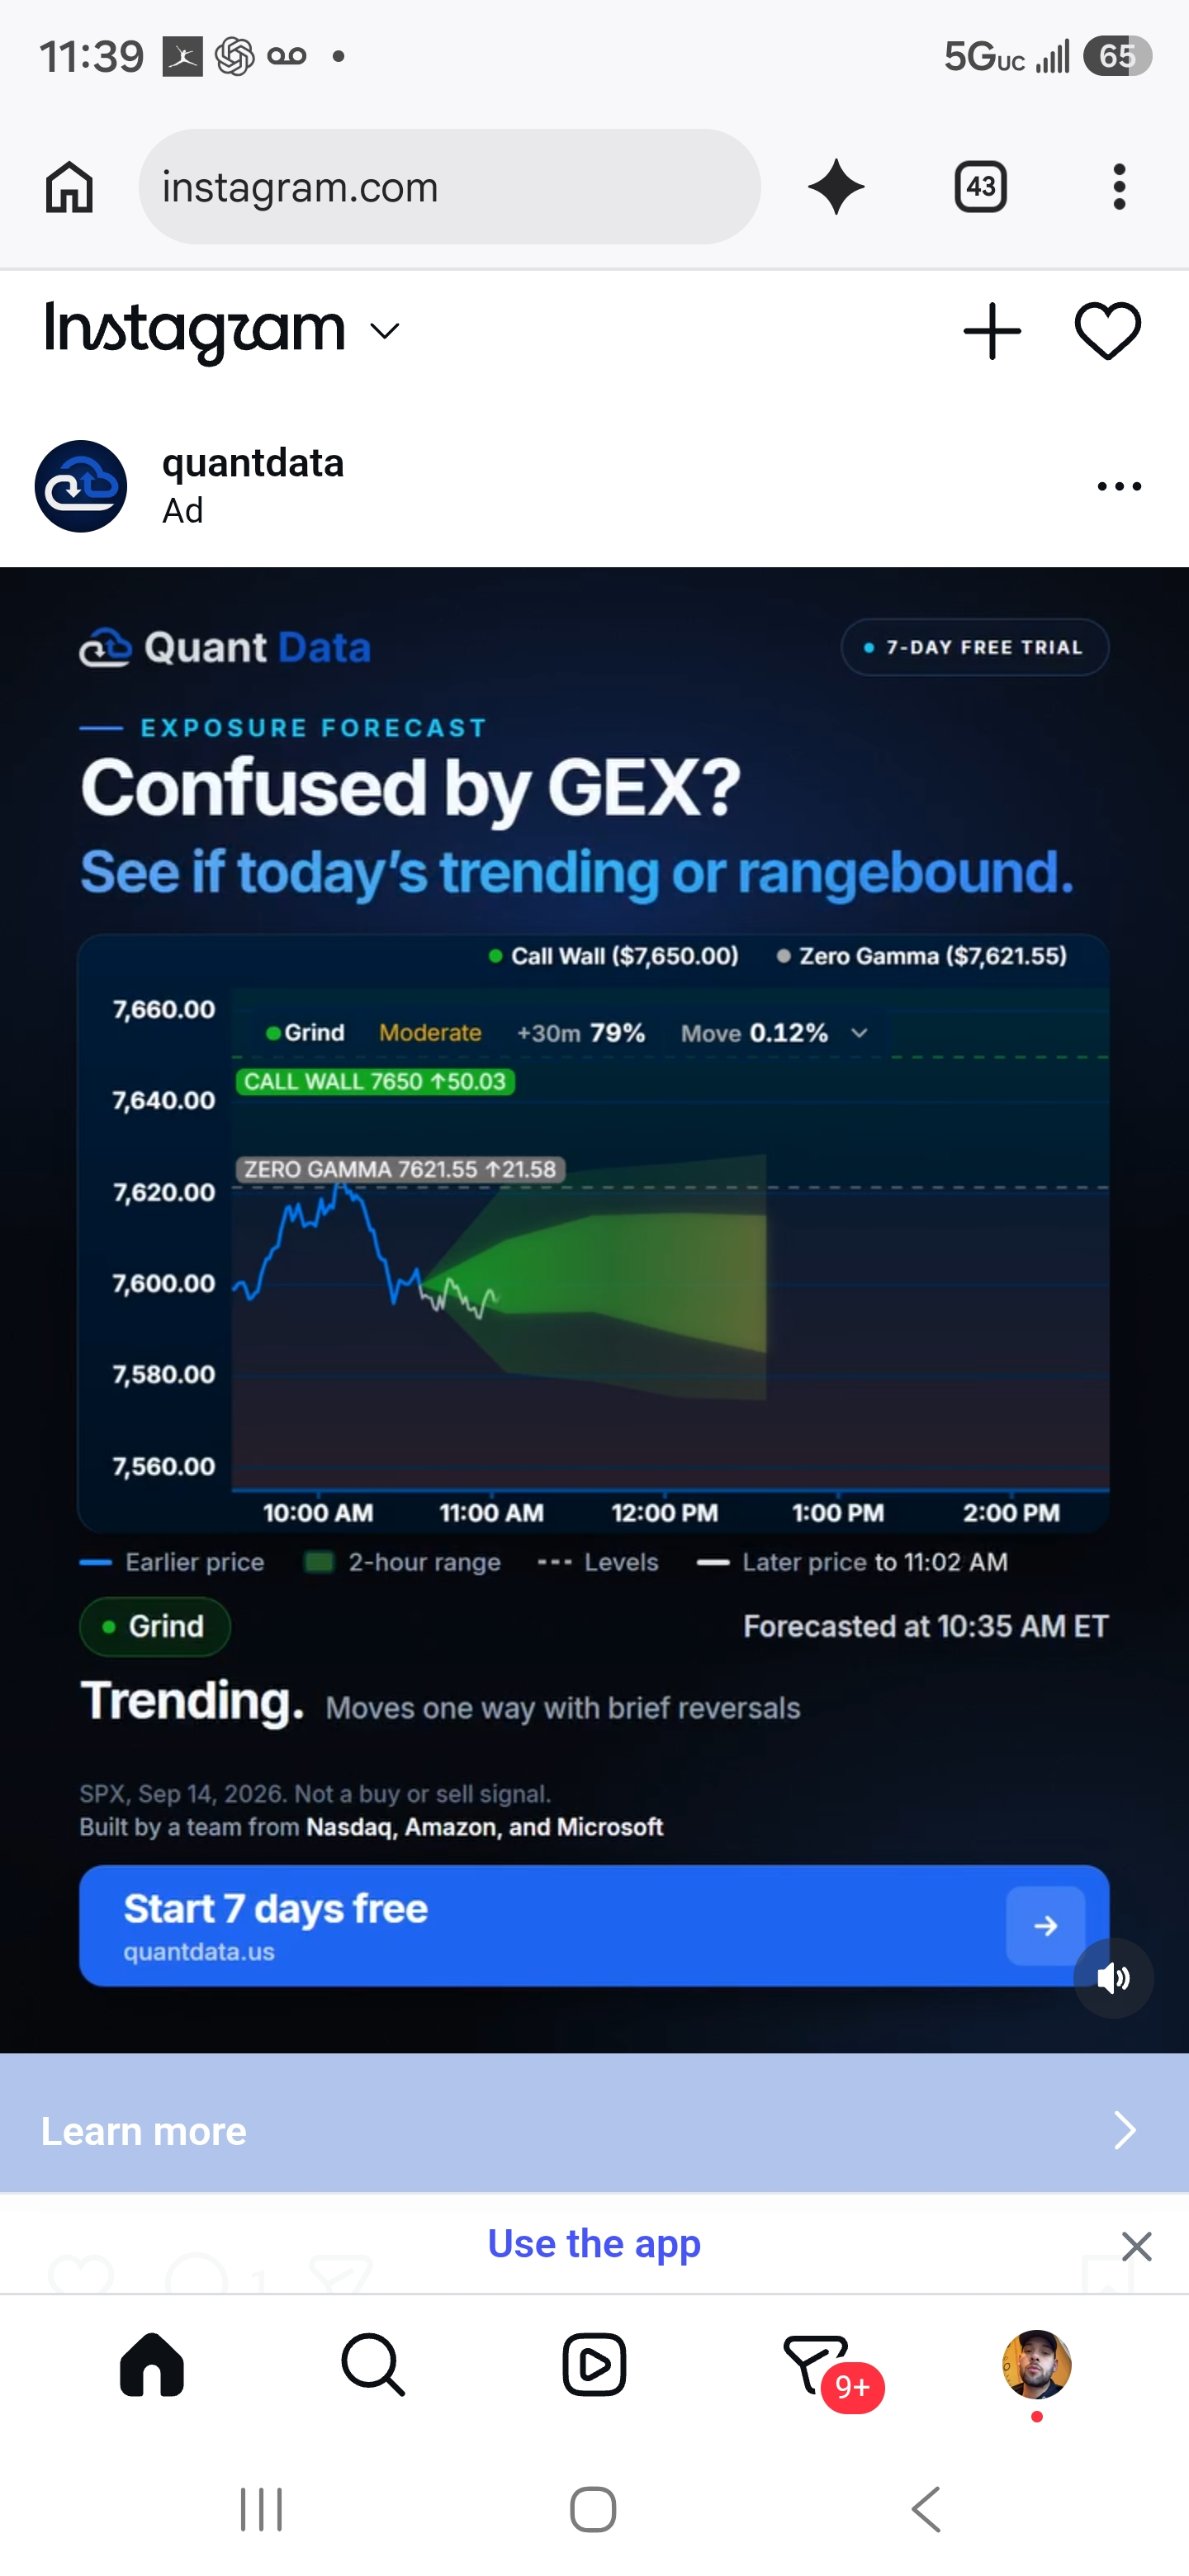 11:39
5GUC
65
instagram.com
43
Instagram
quantdata
Ad
Quant Data
7-DAY FREE TRIAL
EXPOSURE FORECAST
Confused by GEX?
See if today's trending or rangebound.
Call Wall ($7,650.00) Zero Gamma ($7,621.55)
7,660.00
Grind Moderate +30m 79% Move 0.12%
CALL WALL 7650 ↑50.03
7,640.00
ZERO GAMMA 7621.55 ↑21.58
7,620.00
7,600.00
7,580.00
7,560.00
10:00 AM 11:00 AM 12:00 PM 1:00 PM 2:00 PM
Earlier price 2-hour range Levels Later price to 11:02 AM
Grind
Forecasted at 10:35 AM ET
Trending. Moves one way with brief reversals
SPX, Sep 14, 2026. Not a buy or sell signal.
Built by a team from Nasdaq, Amazon, and Microsoft
Start 7 days free
quantdata.us
Learn more
Use the app
1
9+